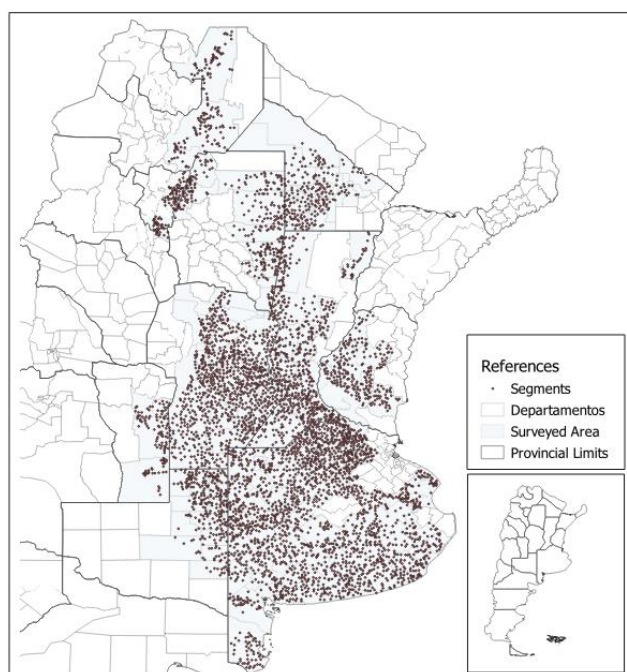 References
Segments
Departamentos
Surveyed Area
Provincial Limits